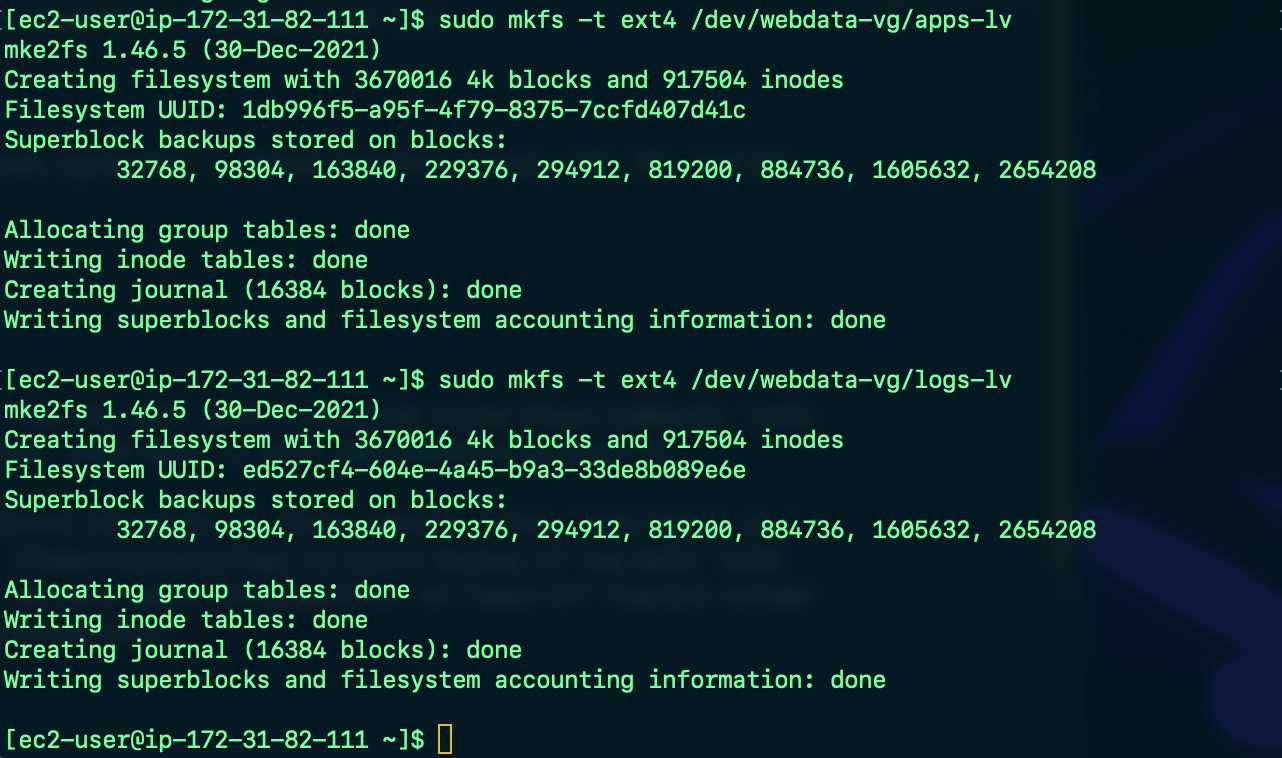 [ec2-user@ip-172-31-82-111 ~]$ sudo mkfs -t ext4 /dev/webdata-vg/apps-lv
mke2fs 1.46.5 (30-Dec-2021)
Creating filesystem with 3670016 4k blocks and 917504 inodes
Filesystem UUID: 1db996f5-a95f-4f79-8375-7ccfd407d41c
Superblock backups stored on blocks:
32768, 98304, 163840, 229376, 294912, 819200, 884736, 1605632, 2654208
Allocating group tables: done
Writing inode tables: done
Creating journal (16384 blocks): done
Writing superblocks and filesystem accounting information: done
[ec2-user@ip-172-31-82-111 ~]$ sudo mkfs -t ext4 /dev/webdata-vg/logs-lv
mke2fs 1.46.5 (30-Dec-2021)
Creating filesystem with 3670016 4k blocks and 917504 inodes
Filesystem UUID: ed527cf4-604e-4a45-b9a3-33de8b089e6e
Superblock backups stored on blocks:
32768, 98304, 163840, 229376, 294912, 819200, 884736, 1605632, 2654208
Allocating group tables: done
Writing inode tables: done
Creating journal (16384 blocks): done
Writing superblocks and filesystem accounting information: done
[ec2-user@ip-172-31-82-111 ~]$